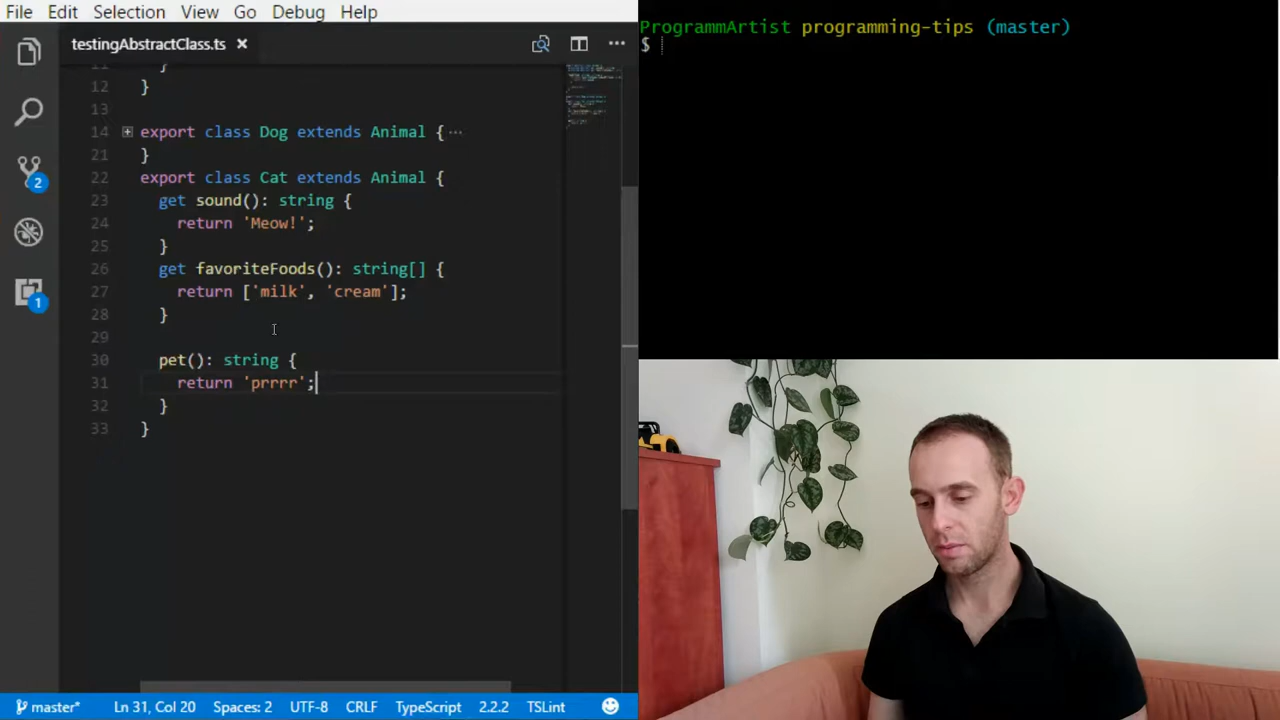 File Edit Selection View Go Debug Help
testingAbstractClass.ts ×
11 }
12 }
13
14 export class Dog extends Animal { ...
21 }
22 export class Cat extends Animal {
23 get sound(): string {
24 return 'Meow!';
25 }
26 get favoriteFoods(): string[] {
27 return ['milk', 'cream'];
28 }
29
30 pet(): string {
31 return 'prrrr';
32 }
33 }
2
1
master* Ln 31, Col 20 Spaces: 2 UTF-8 CRLF TypeScript 2.2.2 TSLint
ProgrammArtist programming-tips (master)
$